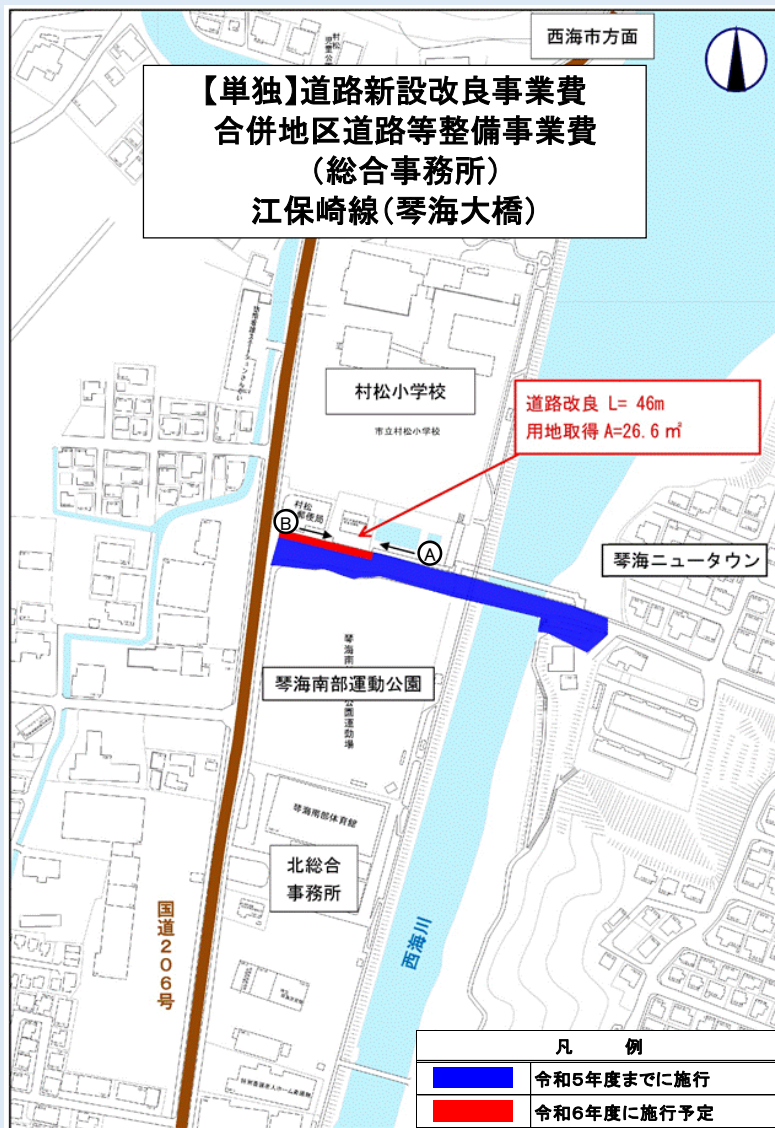 西海市方面
【単独】道路新設改良事業費
合併地区道路等整備事業費
(総合事務所)
江保崎線(琴海大橋)
村松小学校
市立村松小学校
道路改良 L= 46m
用地取得 A=26.6㎡
村松
郵便局
B
A
琴海ニュータウン
琴海南部運動公園
琴海南部体育館
北総合
事務所
国道206号
西海川
凡 例
令和5年度までに施行
令和6年度に施行予定